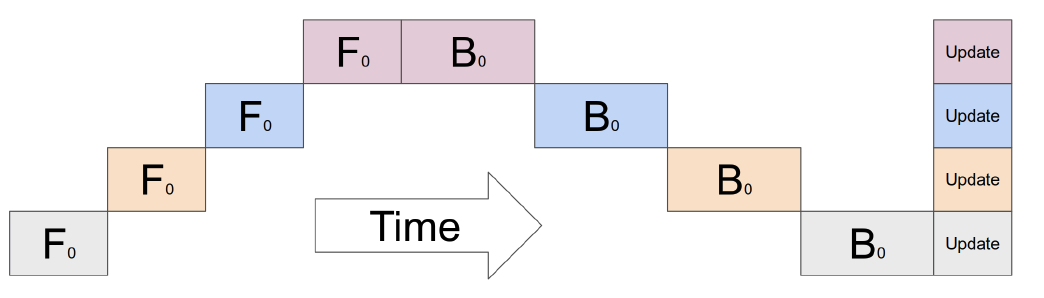 F₀ B₀ Update
F₀ B₀ Update
F₀ B₀ Update
Time
F₀ B₀ Update